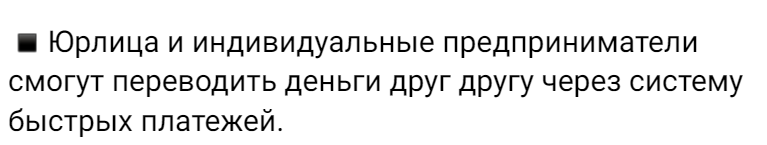 ▪️ Юрлица и индивидуальные предприниматели
смогут переводить деньги друг другу через систему
быстрых платежей.